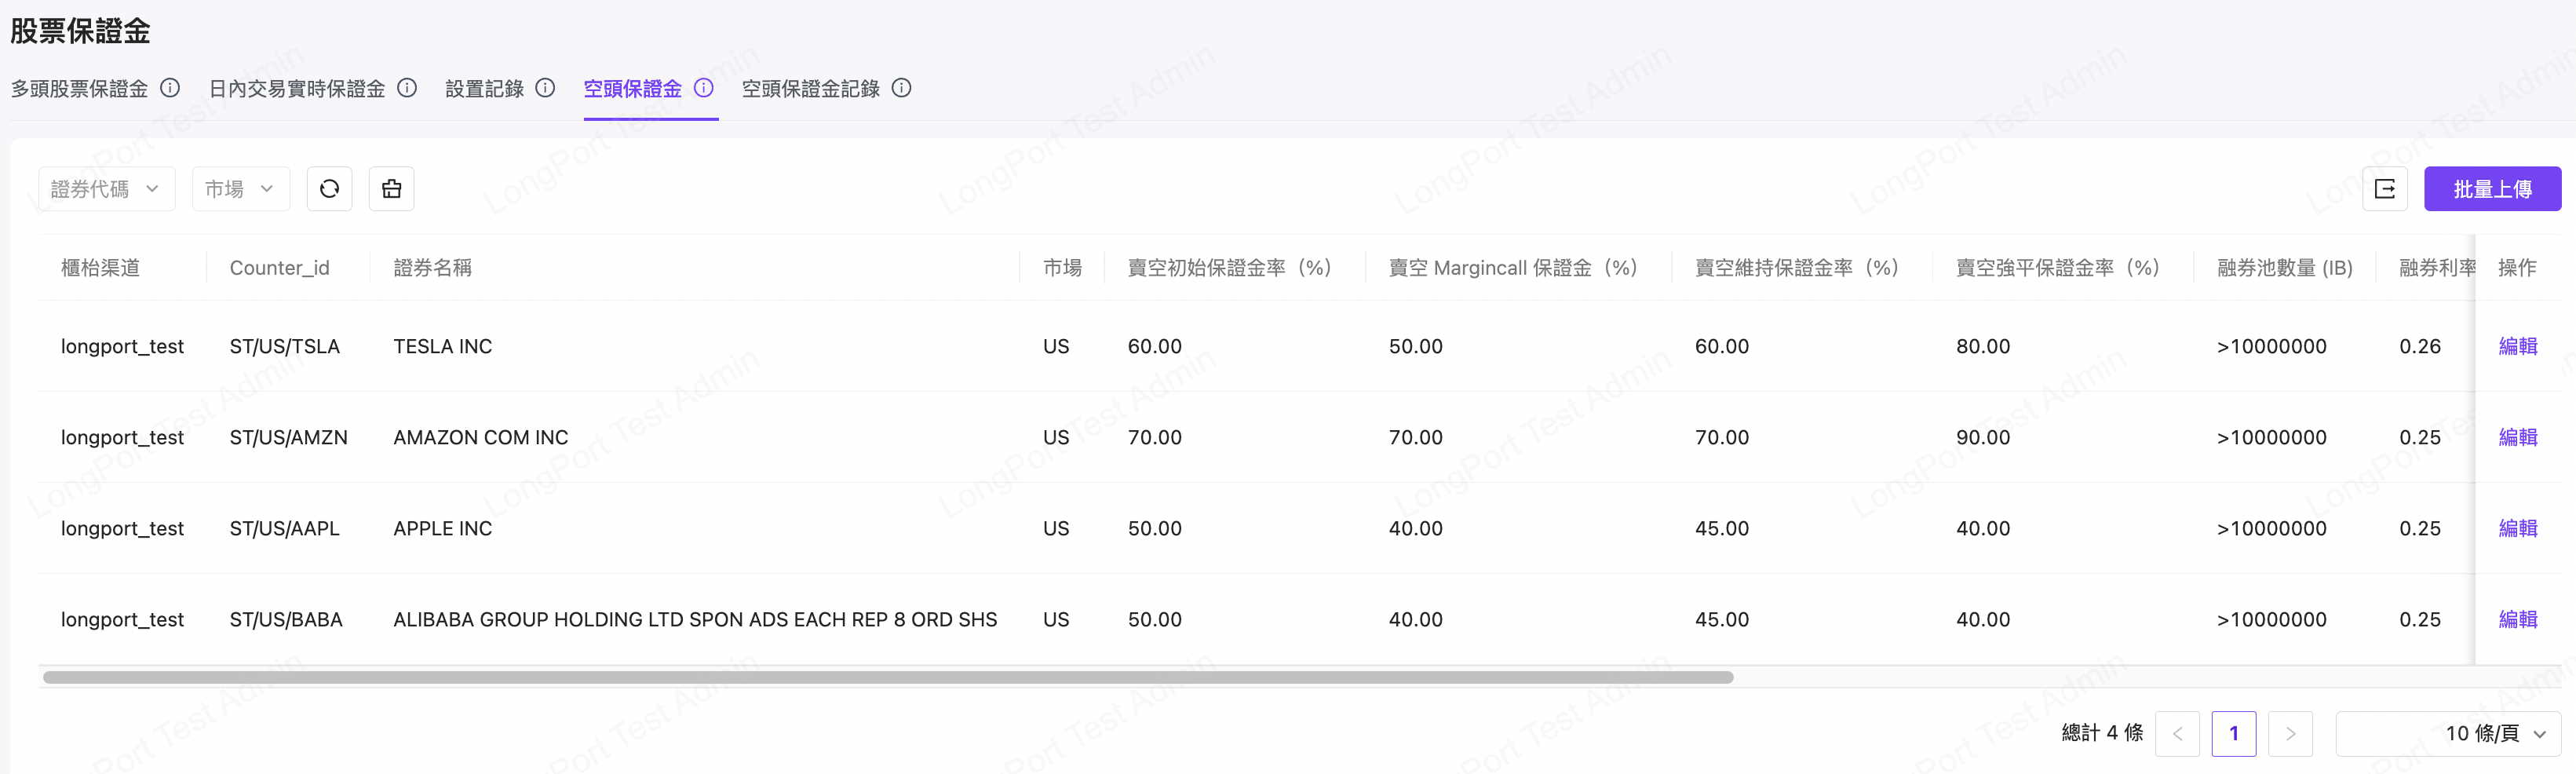 股票保證金
多頭股票保證金 日內交易實時保證金 設置記錄 空頭保證金 空頭保證金記錄
證券代碼 市場 批量上傳
櫃枱渠道 Counter_id 證券名稱 市場 賣空初始保證金率（%） 賣空 Margincall 保證金（%） 賣空維持保證金率（%） 賣空強平保證金率（%） 融券池數量 (IB) 融券利率 操作
longport_test ST/US/TSLA TESLA INC US 60.00 50.00 60.00 80.00 >10000000 0.26 編輯
longport_test ST/US/AMZN AMAZON COM INC US 70.00 70.00 70.00 90.00 >10000000 0.25 編輯
longport_test ST/US/AAPL APPLE INC US 50.00 40.00 45.00 40.00 >10000000 0.25 編輯
longport_test ST/US/BABA ALIBABA GROUP HOLDING LTD SPON ADS EACH REP 8 ORD SHS US 50.00 40.00 45.00 40.00 >10000000 0.25 編輯
總計 4 條 < 1 > 10 條/頁
LongPort Test Admin